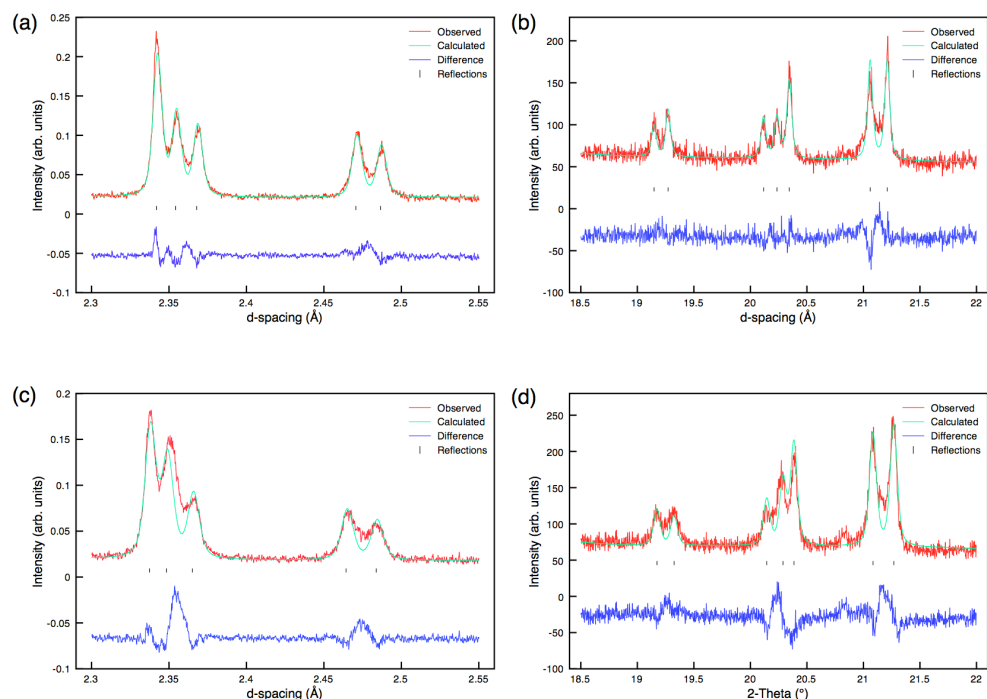 (a)
0.25
0.2
0.15
0.1
0.05
0
-0.05
-0.1
Intensity (arb. units)
Observed
Calculated
Difference
Reflections
2.3
2.35
2.4
2.45
2.5
2.55
d-spacing (Å)
(b)
200
150
100
50
0
-50
-100
Intensity (arb. units)
Observed
Calculated
Difference
Reflections
18.5
19
19.5
20
20.5
21
21.5
22
d-spacing (Å)
(c)
0.2
0.15
0.1
0.05
0
-0.05
-0.1
Intensity (arb. units)
Observed
Calculated
Difference
Reflections
2.3
2.35
2.4
2.45
2.5
2.55
d-spacing (Å)
(d)
250
200
150
100
50
0
-50
-100
Intensity (arb. units)
Observed
Calculated
Difference
Reflections
18.5
19
19.5
20
20.5
21
21.5
22
2-Theta (°)